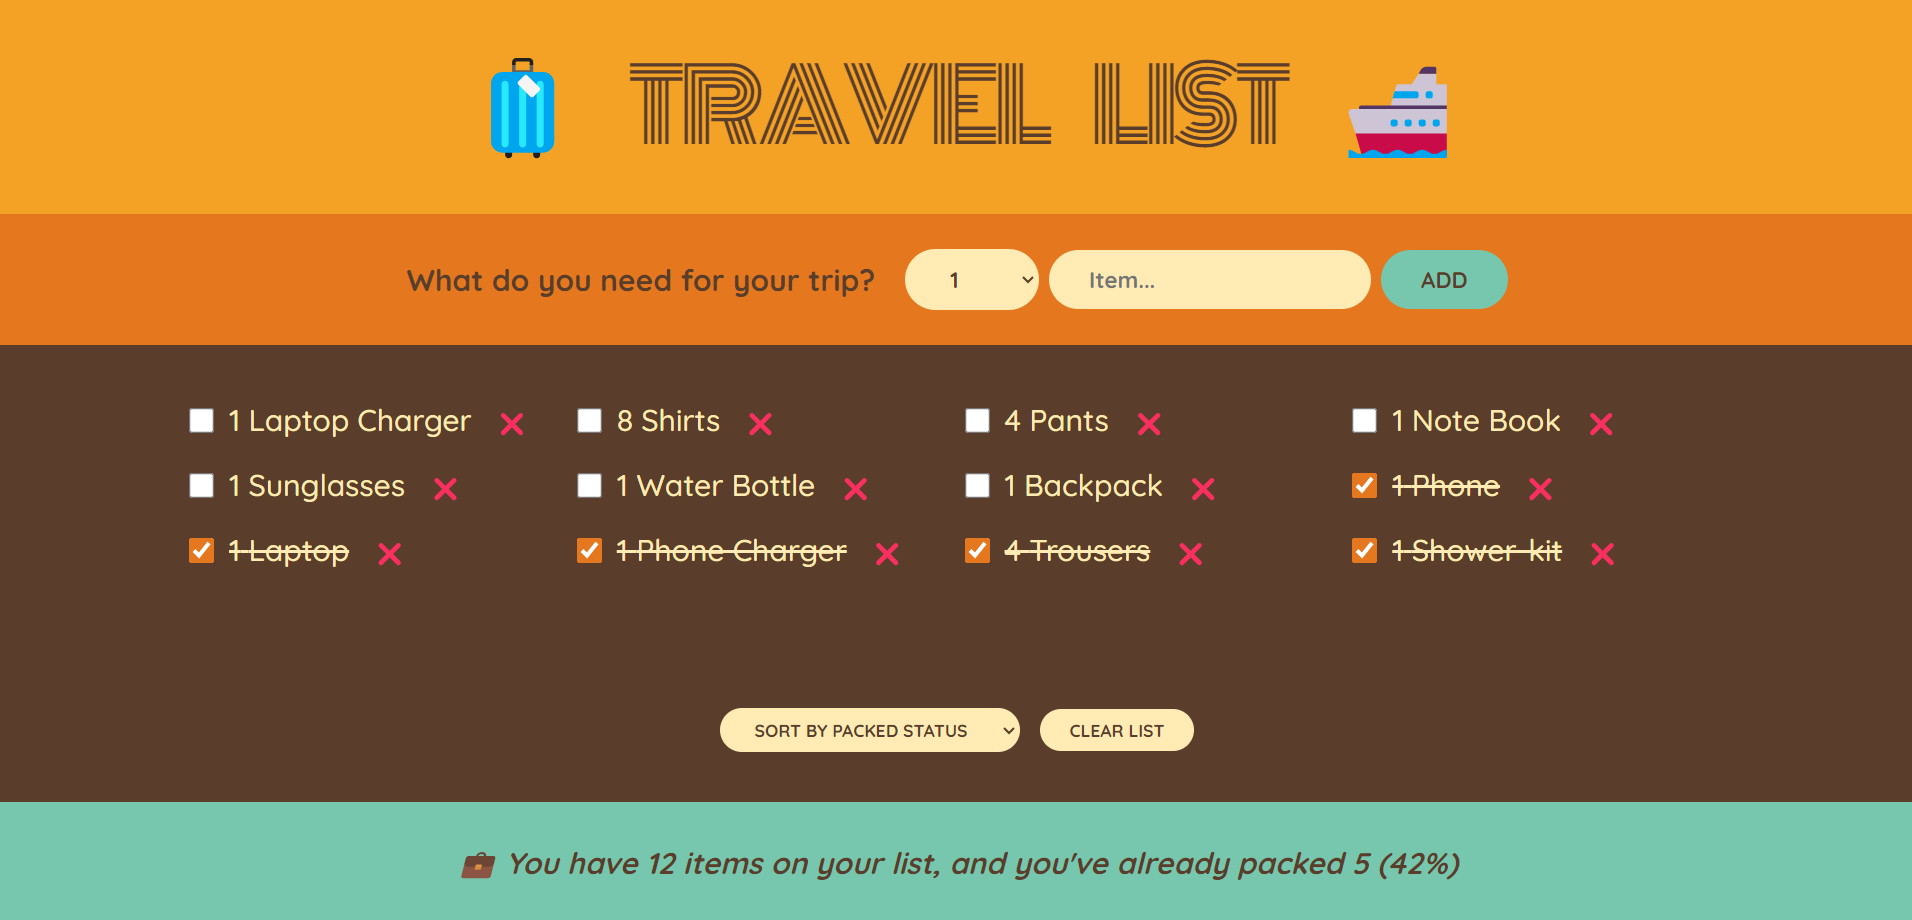 TRAVEL LIST
What do you need for your trip? 1 Item... ADD
1 Laptop Charger 8 Shirts 4 Pants 1 Note Book
1 Sunglasses 1 Water Bottle 1 Backpack 1 Phone
1 Laptop 1 Phone Charger 4 Trousers 1 Shower kit
SORT BY PACKED STATUS CLEAR LIST
You have 12 items on your list, and you've already packed 5 (42%)